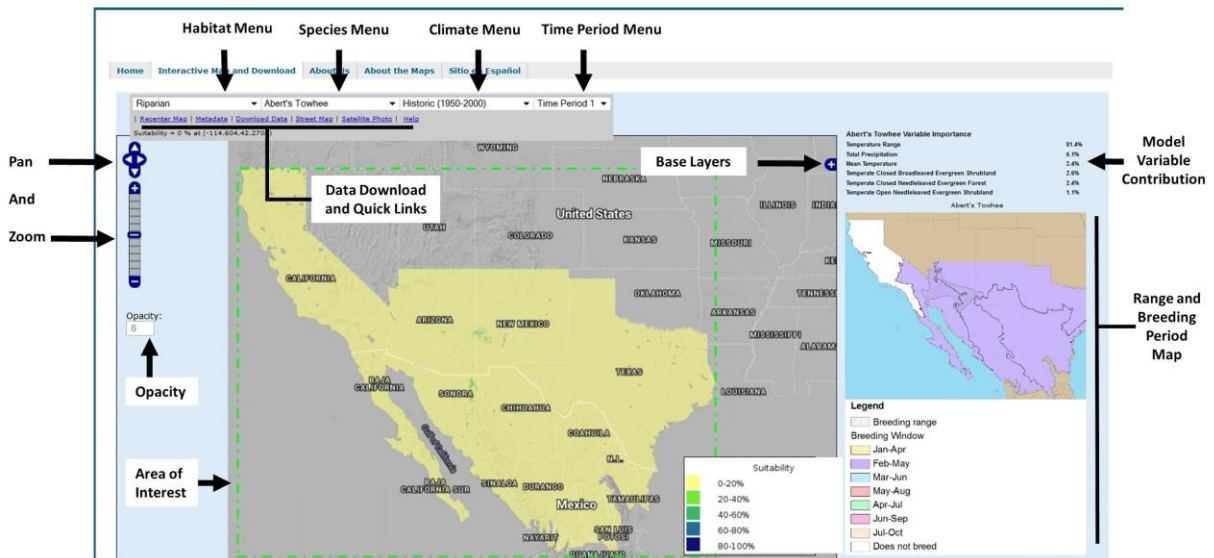 Habitat Menu Species Menu Climate Menu Time Period Menu
Home Interactive Map and Download About Us About the Maps Sitio en Español
Riparian Abert's Towhee Historic (1950-2000) Time Period 1
| Recenter Map | Metadata | Download Data | Street Map | Satellite Photo | Help
Suitability = 0 % at
Pan
And
Zoom
Opacity:
.6
Opacity
Area of
Interest
Data Download
and Quick Links
Base Layers
WYOMING
NEBRASKA
ILLINOIS
United States
UTAH
COLORADO
KANSAS
MISSOURI
CALIFORNIA
OKLAHOMA
ARIZONA
NEW MEXICO
ARKANSAS
MISSISSIPPI
TEXAS
LOUISIANA
BAJA
CALIFORNIA
SONORA
CHIHUAHUA
COAHUILA
Gulf of California
N.L.
BAJA
CALIFORNIA SUR
SINALOA
DURANGO
TAMAULIPAS
Mexico
NAYARIT
SAN LUIS
POTOSI
GUANAJUATO
Suitability
0-20%
20-40%
40-60%
60-80%
80-100%
Abert's Towhee Variable Importance
Temperature Range 81.4%
Total Precipitation 6.1%
Mean Temperature 3.4%
Temperate Closed Broadleaved Evergreen Shrubland 2.6%
Temperate Closed Needleleaved Evergreen Forest 2.4%
Temperate Open Needleleaved Evergreen Shrubland 1.1%
Abert's Towhee
Legend
Breeding range
Breeding Window
Jan-Apr
Feb-May
Mar-Jun
May-Aug
Apr-Jul
Jun-Sep
Jul-Oct
Does not breed
Model
Variable
Contribution
Range and
Breeding
Period
Map